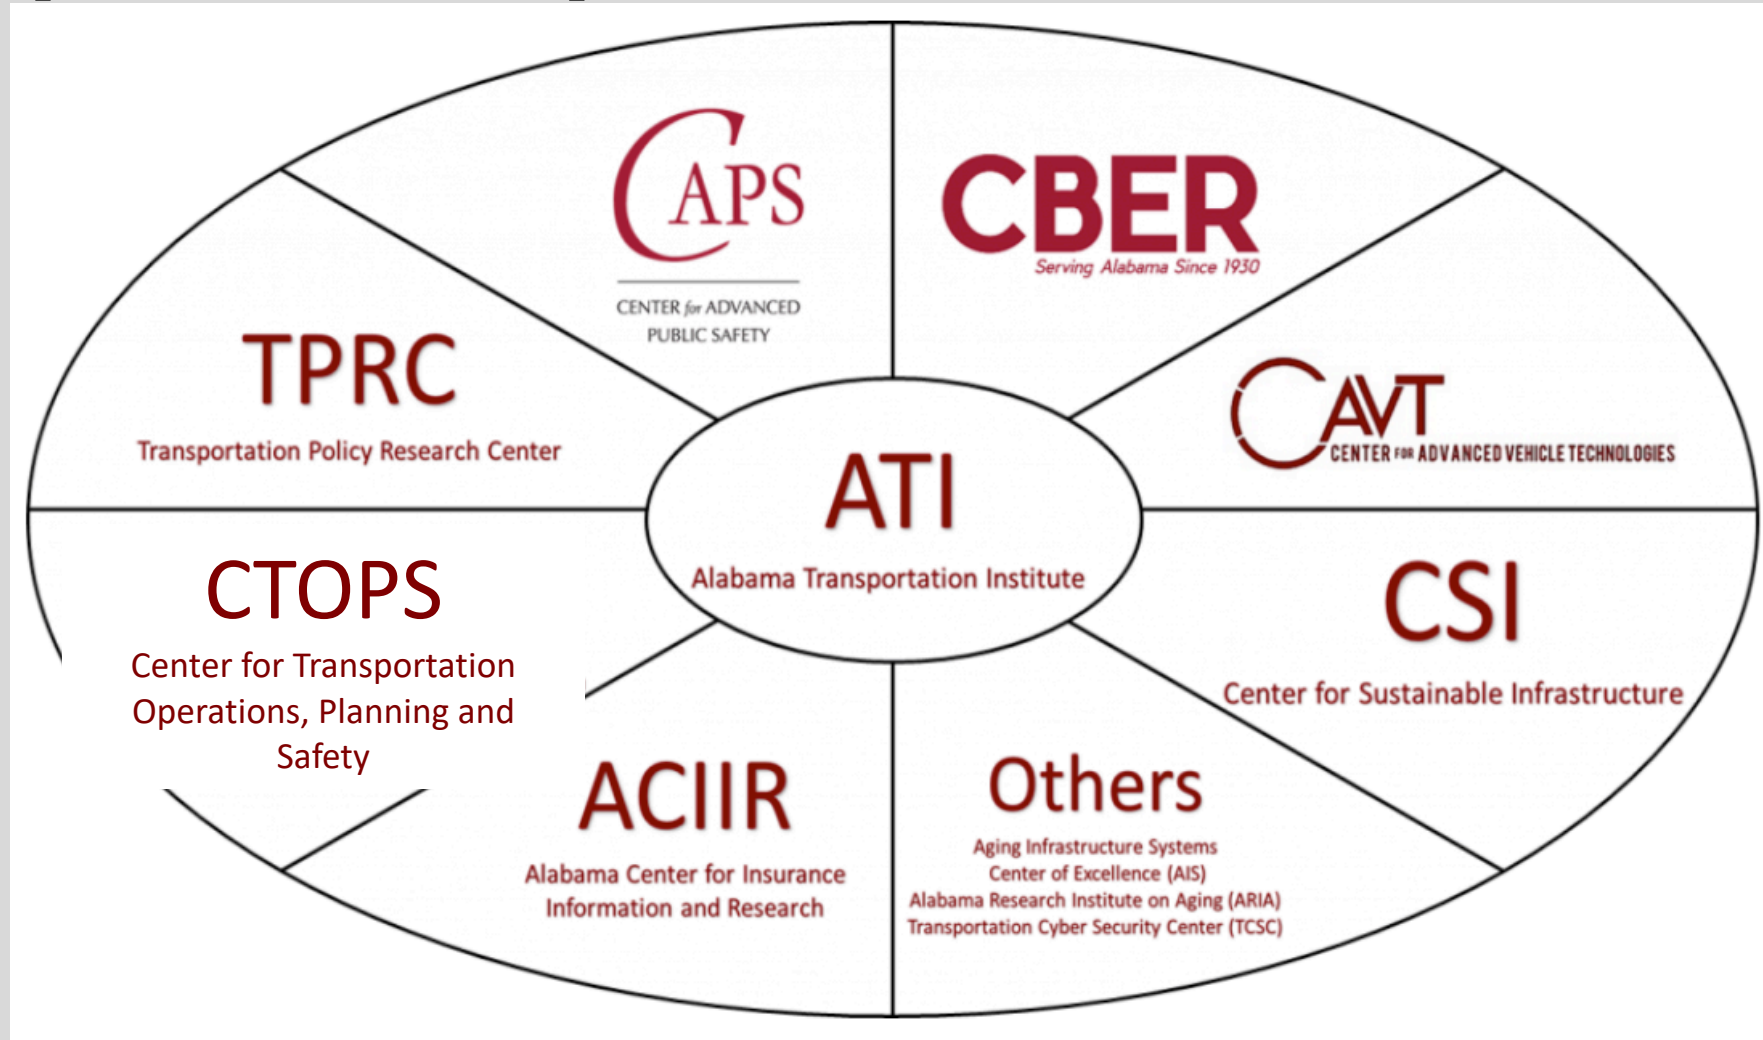 CAPS
CENTER for ADVANCED
PUBLIC SAFETY
CBER
Serving Alabama Since 1930
TPRC
Transportation Policy Research Center
CAVT
CENTER FOR ADVANCED VEHICLE TECHNOLOGIES
ATI
Alabama Transportation Institute
CTOPS
Center for Transportation
Operations, Planning and
Safety
CSI
Center for Sustainable Infrastructure
ACIIR
Alabama Center for Insurance
Information and Research
Others
Aging Infrastructure Systems
Center of Excellence (AIS)
Alabama Research Institute on Aging (ARIA)
Transportation Cyber Security Center (TCSC)